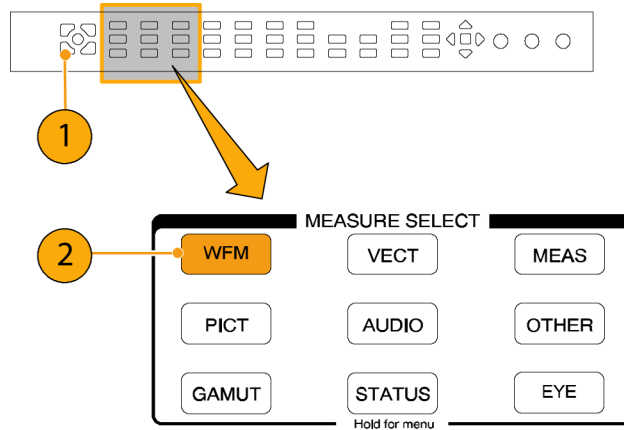 1
MEASURE SELECT
2
WFM VECT MEAS
PICT AUDIO OTHER
GAMUT STATUS EYE
Hold for menu